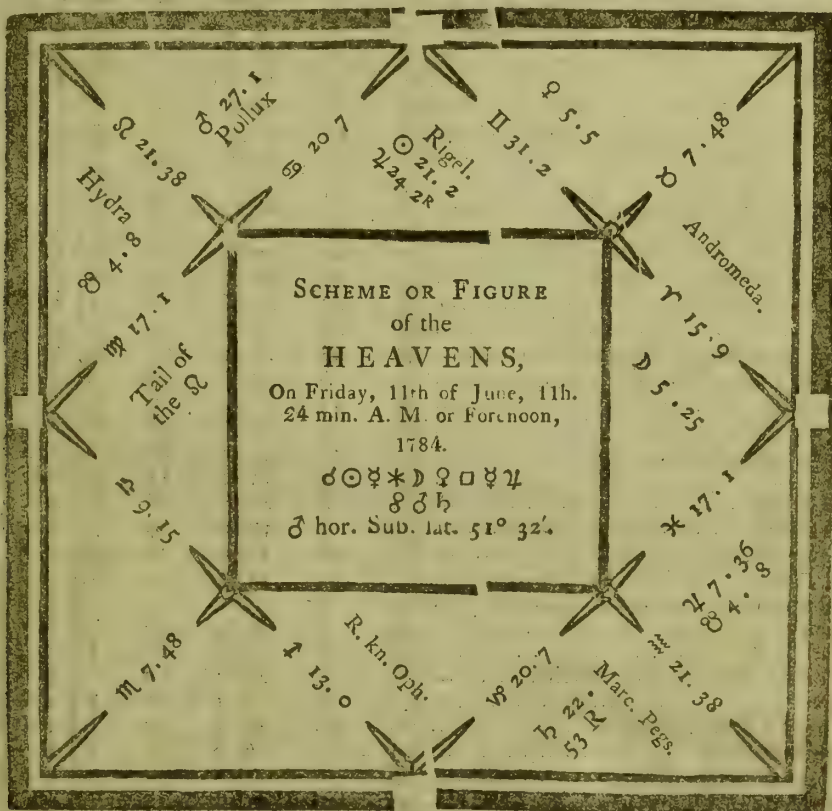 ♂ 27.1
Pollux
♋ 20 7
Rigel.
☉ 21.2
♃ 24.2R
♀ 5.5
♊ 31.2
♉ 7.48
♌ 21.38
Hydra
☋ 4.8
♍ 17.1
Andromeda.
♈ 15.9
☽ 5.25
SCHEME OR FIGURE
of the
HEAVENS,
On Friday, 11th of June, 11h.
24 min. A. M. or Forenoon,
1784.
☌☉☿✱☽ ♀□☿♃
☍♂♄
♂ hor. Sub. lat. 51° 32′.
Tail of
the ♌
♎ 9.15
♓ 17.1
♃ 7.36
☋ 4.8
♏ 7.48
♐ 13.0
R. kn. Oph.
♑ 20.7
♄ 22.
53 R
Marc. Pegs.
♒ 21.38